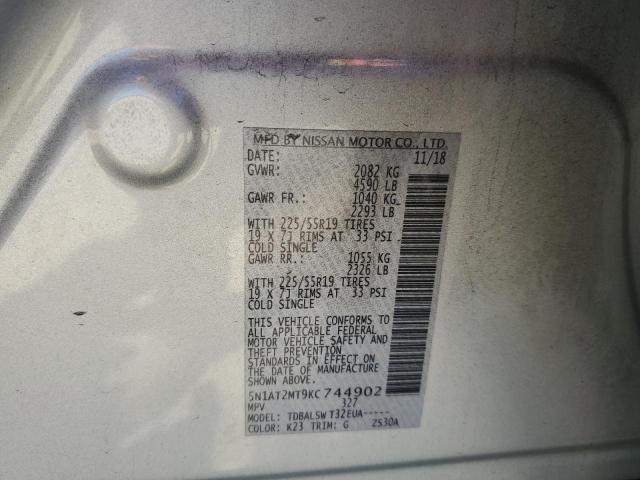 MFD BY NISSAN MOTOR CO., LTD.
DATE: 11/18
GVWR: 2082 KG
4590 LB
GAWR FR.: 1040 KG
2293 LB
WITH 225/55R19 TIRES
19 X 7J RIMS AT 33 PSI
COLD SINGLE
GAWR RR.: 1055 KG
2326 LB
WITH 225/55R19 TIRES
19 X 7J RIMS AT 33 PSI
COLD SINGLE
THIS VEHICLE CONFORMS TO
ALL APPLICABLE FEDERAL
MOTOR VEHICLE SAFETY AND
THEFT PREVENTION
STANDARDS IN EFFECT ON
THE DATE OF MANUFACTURE
SHOWN ABOVE.
5N1AT2MT9KC744902
MPV 327
MODEL: TDBALSWT32EUA-----
COLOR: K23 TRIM: G ZS30A